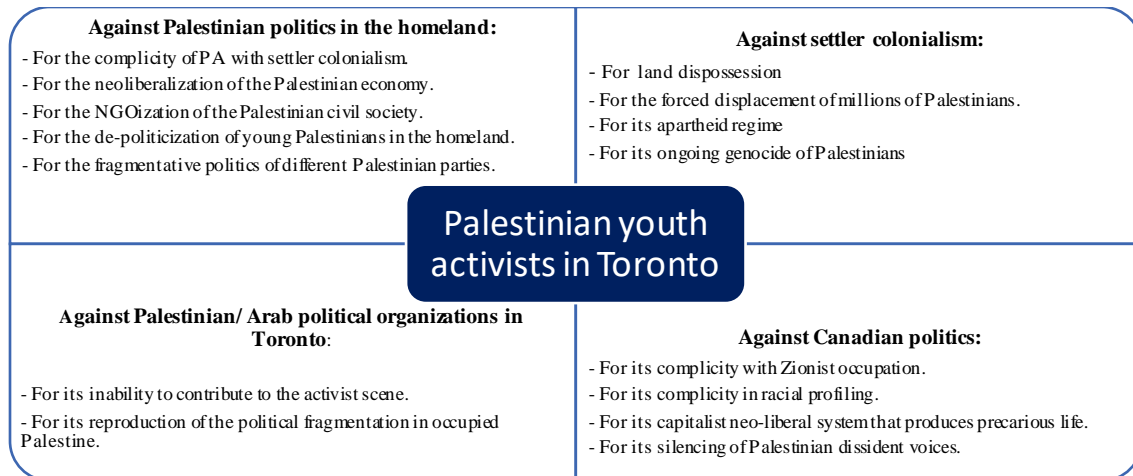 Against Palestinian politics in the homeland:
- For the complicity of PA with settler colonialism.
- For the neoliberalization of the Palestinian economy.
- For the NGOization of the Palestinian civil society.
- For the de-politicization of young Palestinians in the homeland.
- For the fragmentative politics of different Palestinian parties.
Against settler colonialism:
- For land dispossession
- For the forced displacement of millions of Palestinians.
- For its apartheid regime
- For its ongoing genocide of Palestinians
Palestinian youth
activists in Toronto
Against Palestinian/ Arab political organizations in
Toronto:
- For its inability to contribute to the activist scene.
- For its reproduction of the political fragmentation in occupied
Palestine.
Against Canadian politics:
- For its complicity with Zionist occupation.
- For its complicity in racial profiling.
- For its capitalist neo-liberal system that produces precarious life.
- For its silencing of Palestinian dissident voices.